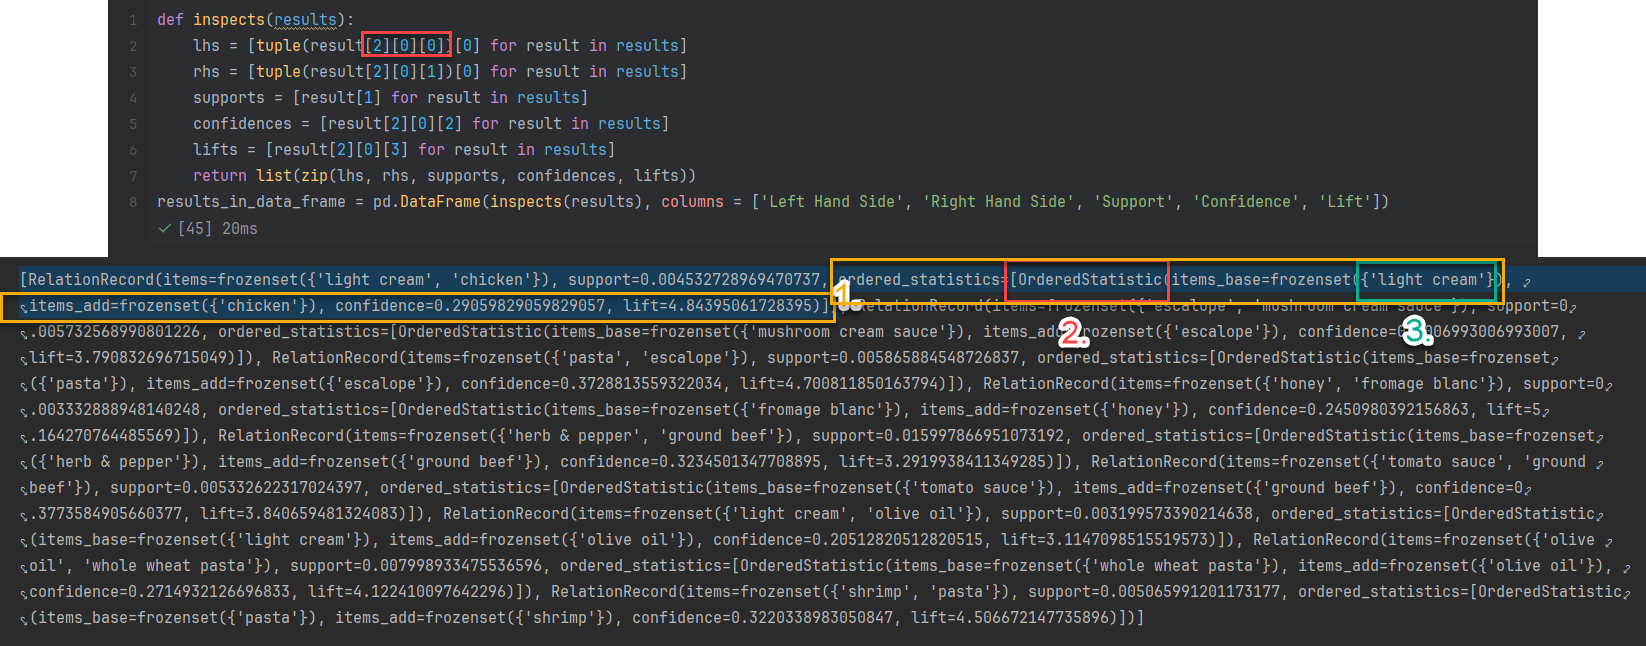 1 def inspects(results):
2 lhs = [tuple(result[2][0][0])[0] for result in results]
3 rhs = [tuple(result[2][0][1])[0] for result in results]
4 supports = [result[1] for result in results]
5 confidences = [result[2][0][2] for result in results]
6 lifts = [result[2][0][3] for result in results]
7 return list(zip(lhs, rhs, supports, confidences, lifts))
8 results_in_data_frame = pd.DataFrame(inspects(results), columns = ['Left Hand Side', 'Right Hand Side', 'Support', 'Confidence', 'Lift'])
[45] 20ms
[RelationRecord(items=frozenset({'light cream', 'chicken'}), support=0.004532728969470737, ordered_statistics=[OrderedStatistic(items_base=frozenset({'light cream'}),
items_add=frozenset({'chicken'}), confidence=0.29059829059829057, lift=4.84395061728395)] 1. RelationRecord(items=frozenset({'escalope', 'mushroom cream sauce'}), support=0
.005732568990801226, ordered_statistics=[OrderedStatistic(items_base=frozenset({'mushroom cream sauce'}), items_add 2. frozenset({'escalope'}), confidence= 3. 006993006993007,
lift=3.790832696715049)]), RelationRecord(items=frozenset({'pasta', 'escalope'}), support=0.005865884548726837, ordered_statistics=[OrderedStatistic(items_base=frozenset
({'pasta'}), items_add=frozenset({'escalope'}), confidence=0.3728813559322034, lift=4.700811850163794)]), RelationRecord(items=frozenset({'honey', 'fromage blanc'}), support=0
.003332888948140248, ordered_statistics=[OrderedStatistic(items_base=frozenset({'fromage blanc'}), items_add=frozenset({'honey'}), confidence=0.2450980392156863, lift=5
.164270764485569)]), RelationRecord(items=frozenset({'herb & pepper', 'ground beef'}), support=0.015997866951073192, ordered_statistics=[OrderedStatistic(items_base=frozenset
({'herb & pepper'}), items_add=frozenset({'ground beef'}), confidence=0.3234501347708895, lift=3.2919938411349285)]), RelationRecord(items=frozenset({'tomato sauce', 'ground
beef'}), support=0.005332622317024397, ordered_statistics=[OrderedStatistic(items_base=frozenset({'tomato sauce'}), items_add=frozenset({'ground beef'}), confidence=0
.3773584905660377, lift=3.840659481324083)]), RelationRecord(items=frozenset({'light cream', 'olive oil'}), support=0.003199573390214638, ordered_statistics=[OrderedStatistic
(items_base=frozenset({'light cream'}), items_add=frozenset({'olive oil'}), confidence=0.20512820512820515, lift=3.1147098515519573)]), RelationRecord(items=frozenset({'olive
oil', 'whole wheat pasta'}), support=0.007998933475536596, ordered_statistics=[OrderedStatistic(items_base=frozenset({'whole wheat pasta'}), items_add=frozenset({'olive oil'}),
confidence=0.2714932126696833, lift=4.122410097642296)]), RelationRecord(items=frozenset({'shrimp', 'pasta'}), support=0.005065991201173177, ordered_statistics=[OrderedStatistic
(items_base=frozenset({'pasta'}), items_add=frozenset({'shrimp'}), confidence=0.3220338983050847, lift=4.506672147735896)])]